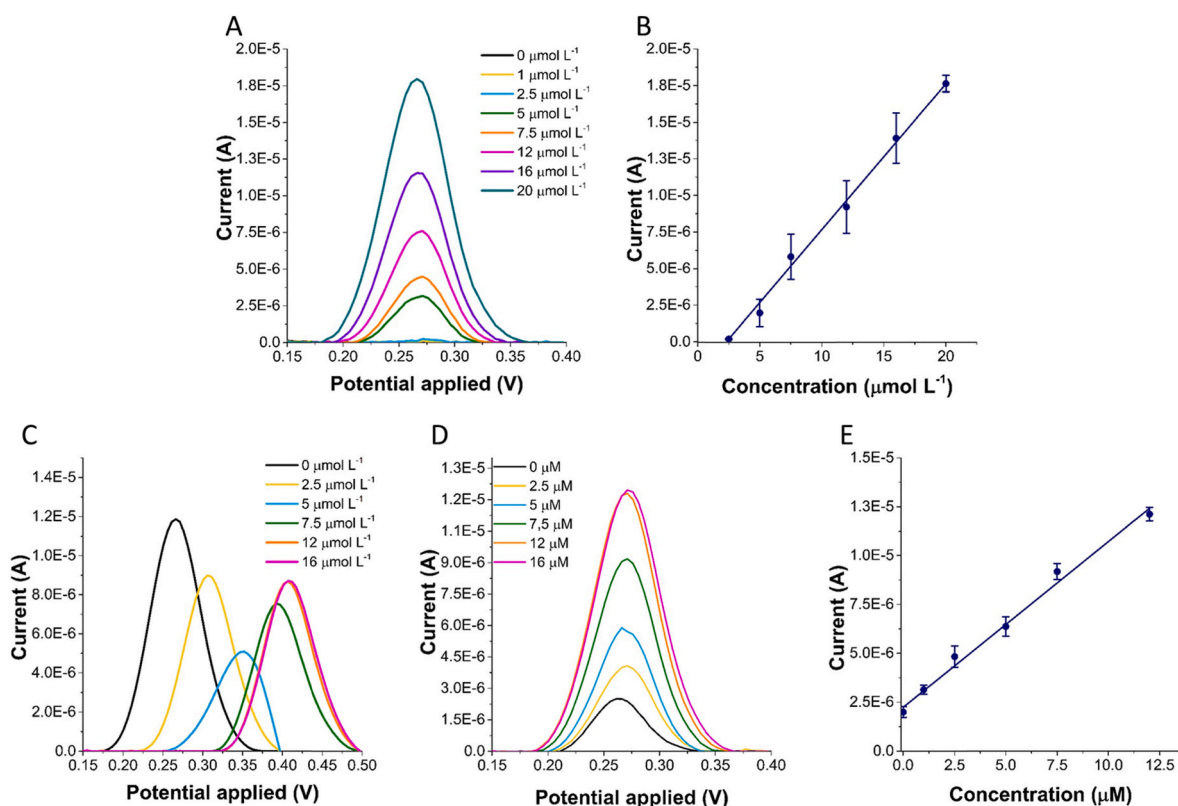 A
2.0E-5
1.8E-5
1.5E-5
1.3E-5
1.0E-5
7.5E-6
5.0E-6
2.5E-6
0.0
Current (A)
0.15 0.20 0.25 0.30 0.35 0.40
Potential applied (V)
0 μmol L⁻¹
1 μmol L⁻¹
2.5 μmol L⁻¹
5 μmol L⁻¹
7.5 μmol L⁻¹
12 μmol L⁻¹
16 μmol L⁻¹
20 μmol L⁻¹
B
2.0E-5
1.8E-5
1.5E-5
1.3E-5
1.0E-5
7.5E-6
5.0E-6
2.5E-6
0.0
Current (A)
0 5 10 15 20
Concentration (μmol L⁻¹)
C
1.4E-5
1.2E-5
1.0E-5
8.0E-6
6.0E-6
4.0E-6
2.0E-6
0.0
Current (A)
0.15 0.20 0.25 0.30 0.35 0.40 0.45 0.50
Potential applied (V)
0 μmol L⁻¹
2.5 μmol L⁻¹
5 μmol L⁻¹
7.5 μmol L⁻¹
12 μmol L⁻¹
16 μmol L⁻¹
D
1.3E-5
1.2E-5
1.0E-5
9.0E-6
7.5E-6
6.0E-6
4.5E-6
3.0E-6
1.5E-6
0.0
Current (A)
0.15 0.20 0.25 0.30 0.35 0.40
Potential applied (V)
0 μM
2.5 μM
5 μM
7,5 μM
12 μM
16 μM
E
1.5E-5
1.3E-5
1.0E-5
7.5E-6
5.0E-6
2.5E-6
0.0
Current (A)
0.0 2.5 5.0 7.5 10.0 12.5
Concentration (μM)